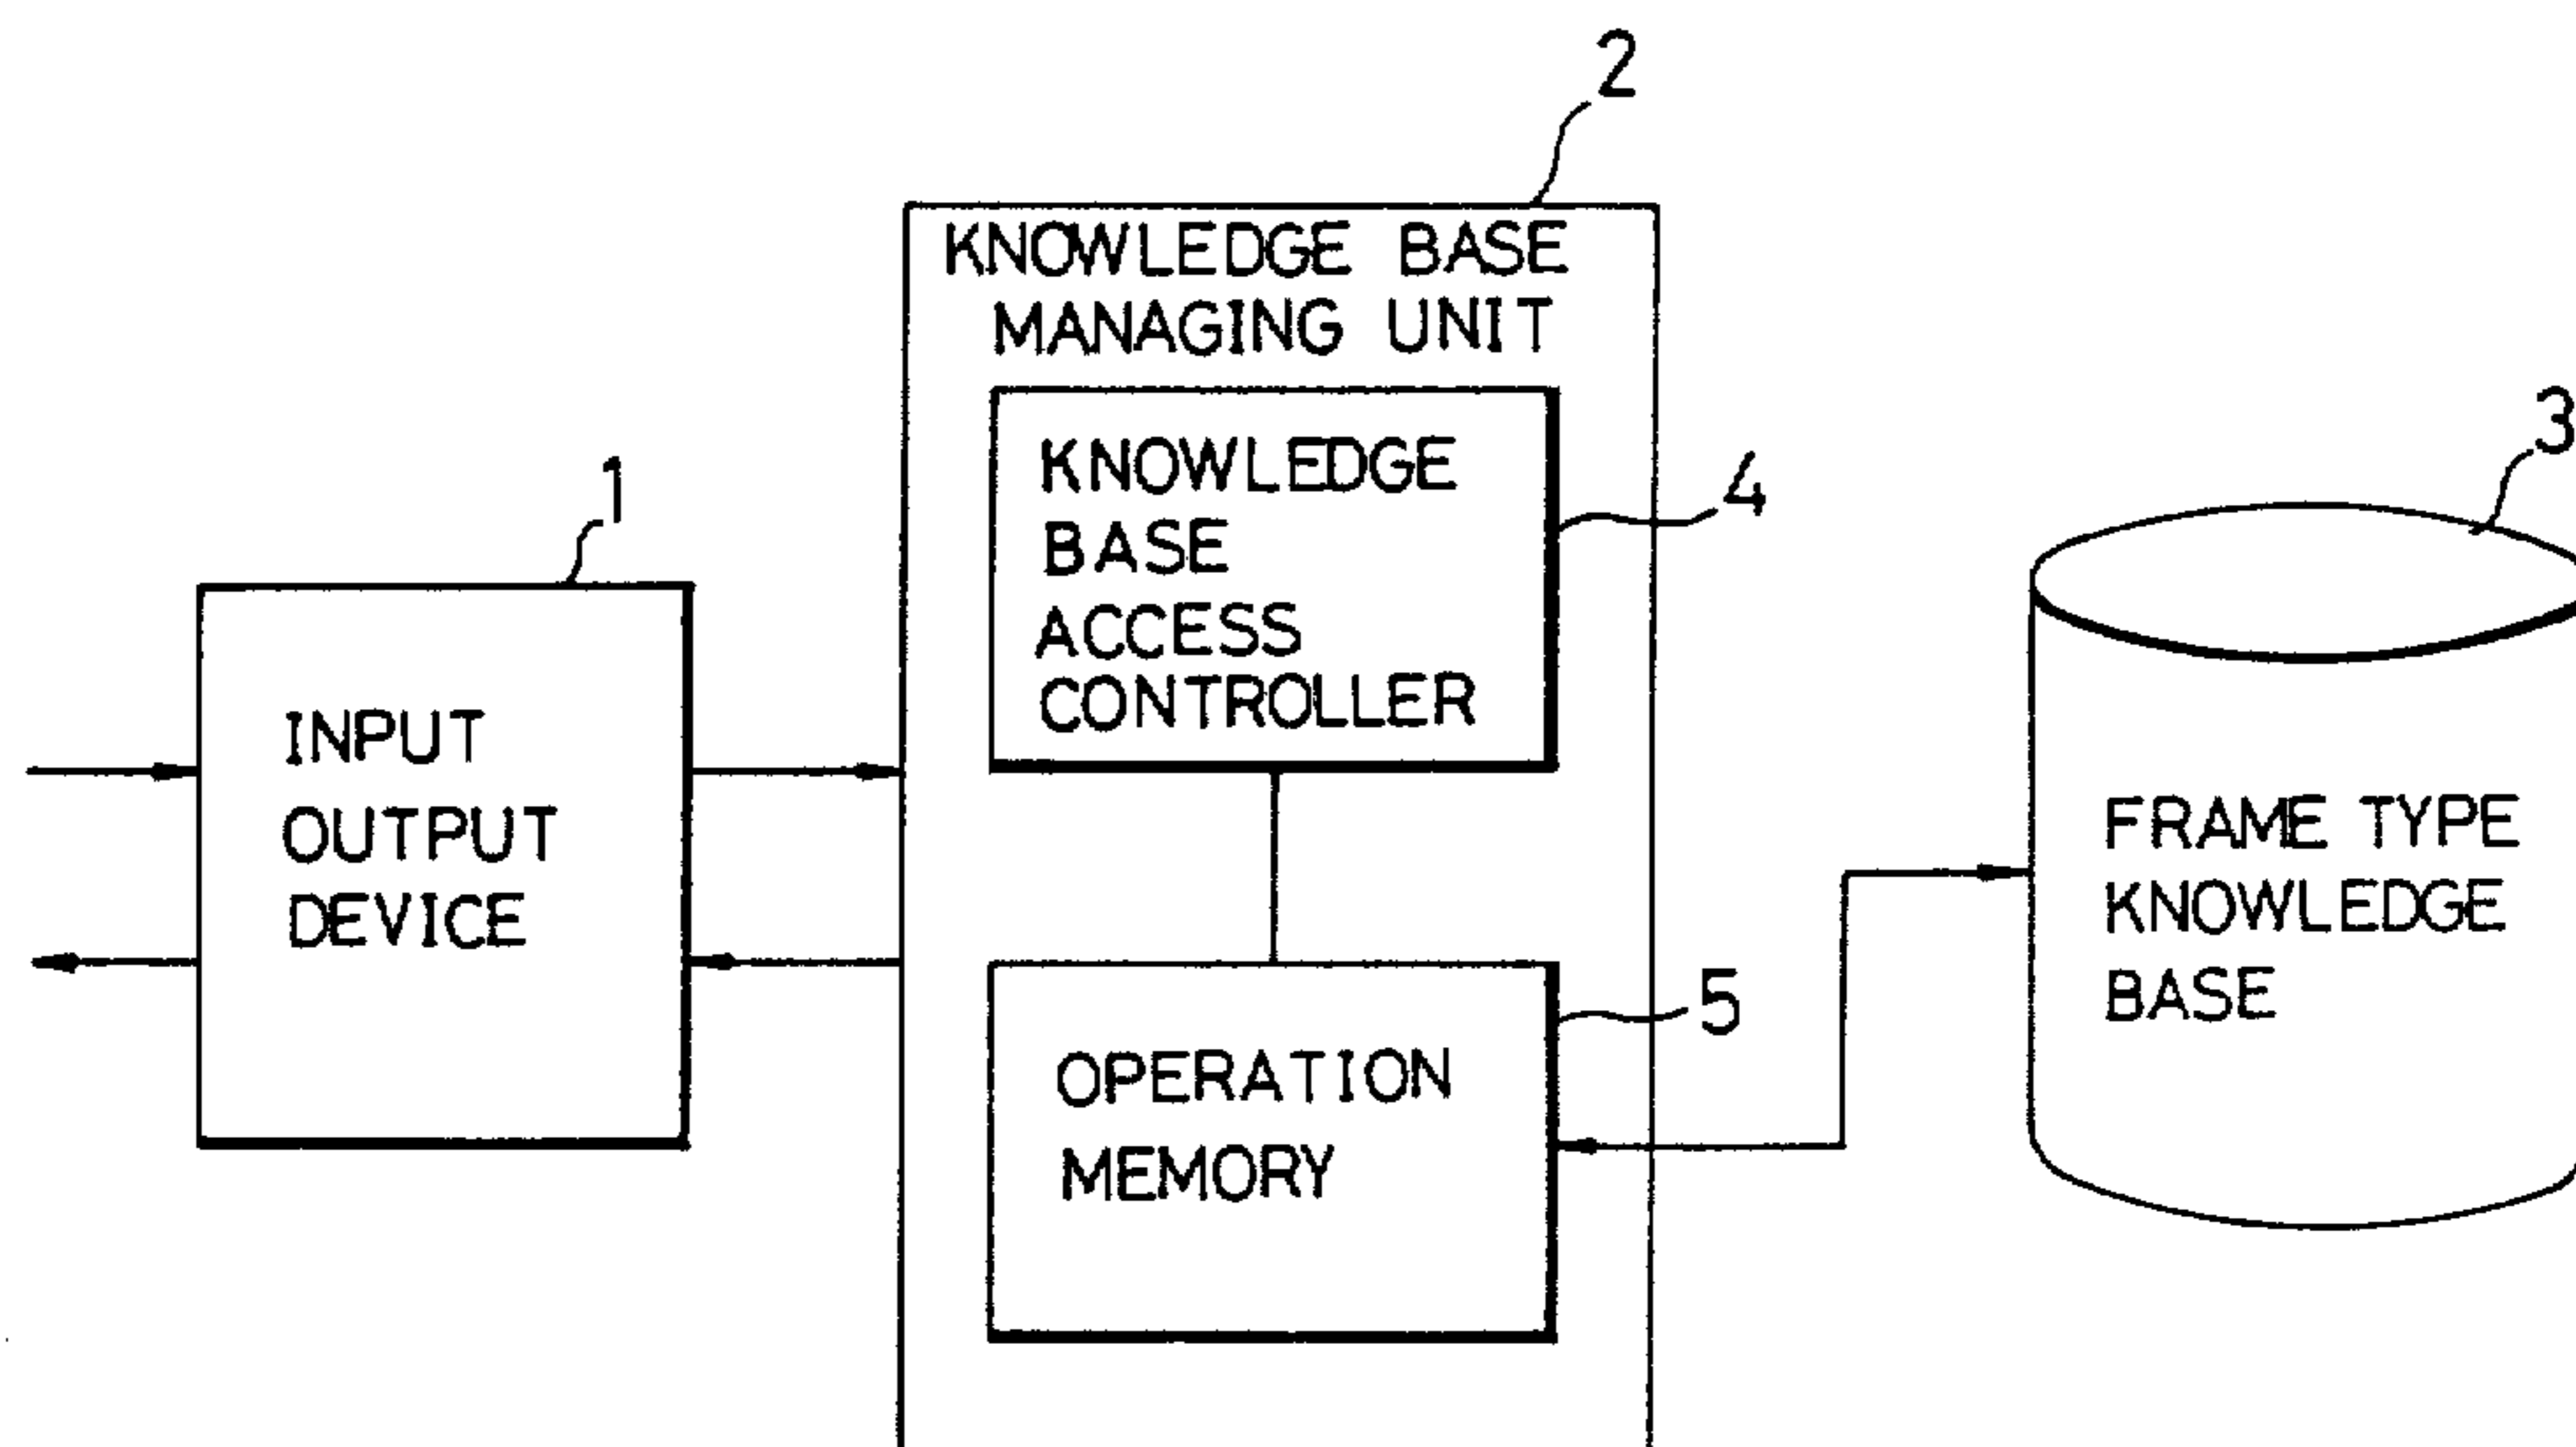 2
KNOWLEDGE BASE
MANAGING UNIT
KNOWLEDGE
BASE
ACCESS
CONTROLLER
4
3
1
INPUT
OUTPUT
DEVICE
FRAME TYPE
KNOWLEDGE
BASE
5
OPERATION
MEMORY